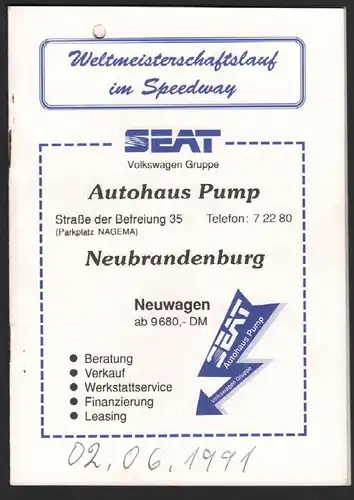 Weltmeisterschaftslauf
im Speedway
SEAT
Volkswagen Gruppe
Autohaus Pump
Straße der Befreiung 35 Telefon: 7 22 80
(Parkplatz NAGEMA)
Neubrandenburg
Neuwagen
ab 9680,- DM
SEAT
Autohaus Pump
Volkswagen Gruppe
● Beratung
● Verkauf
● Werkstattservice
● Finanzierung
● Leasing
02.06.1991